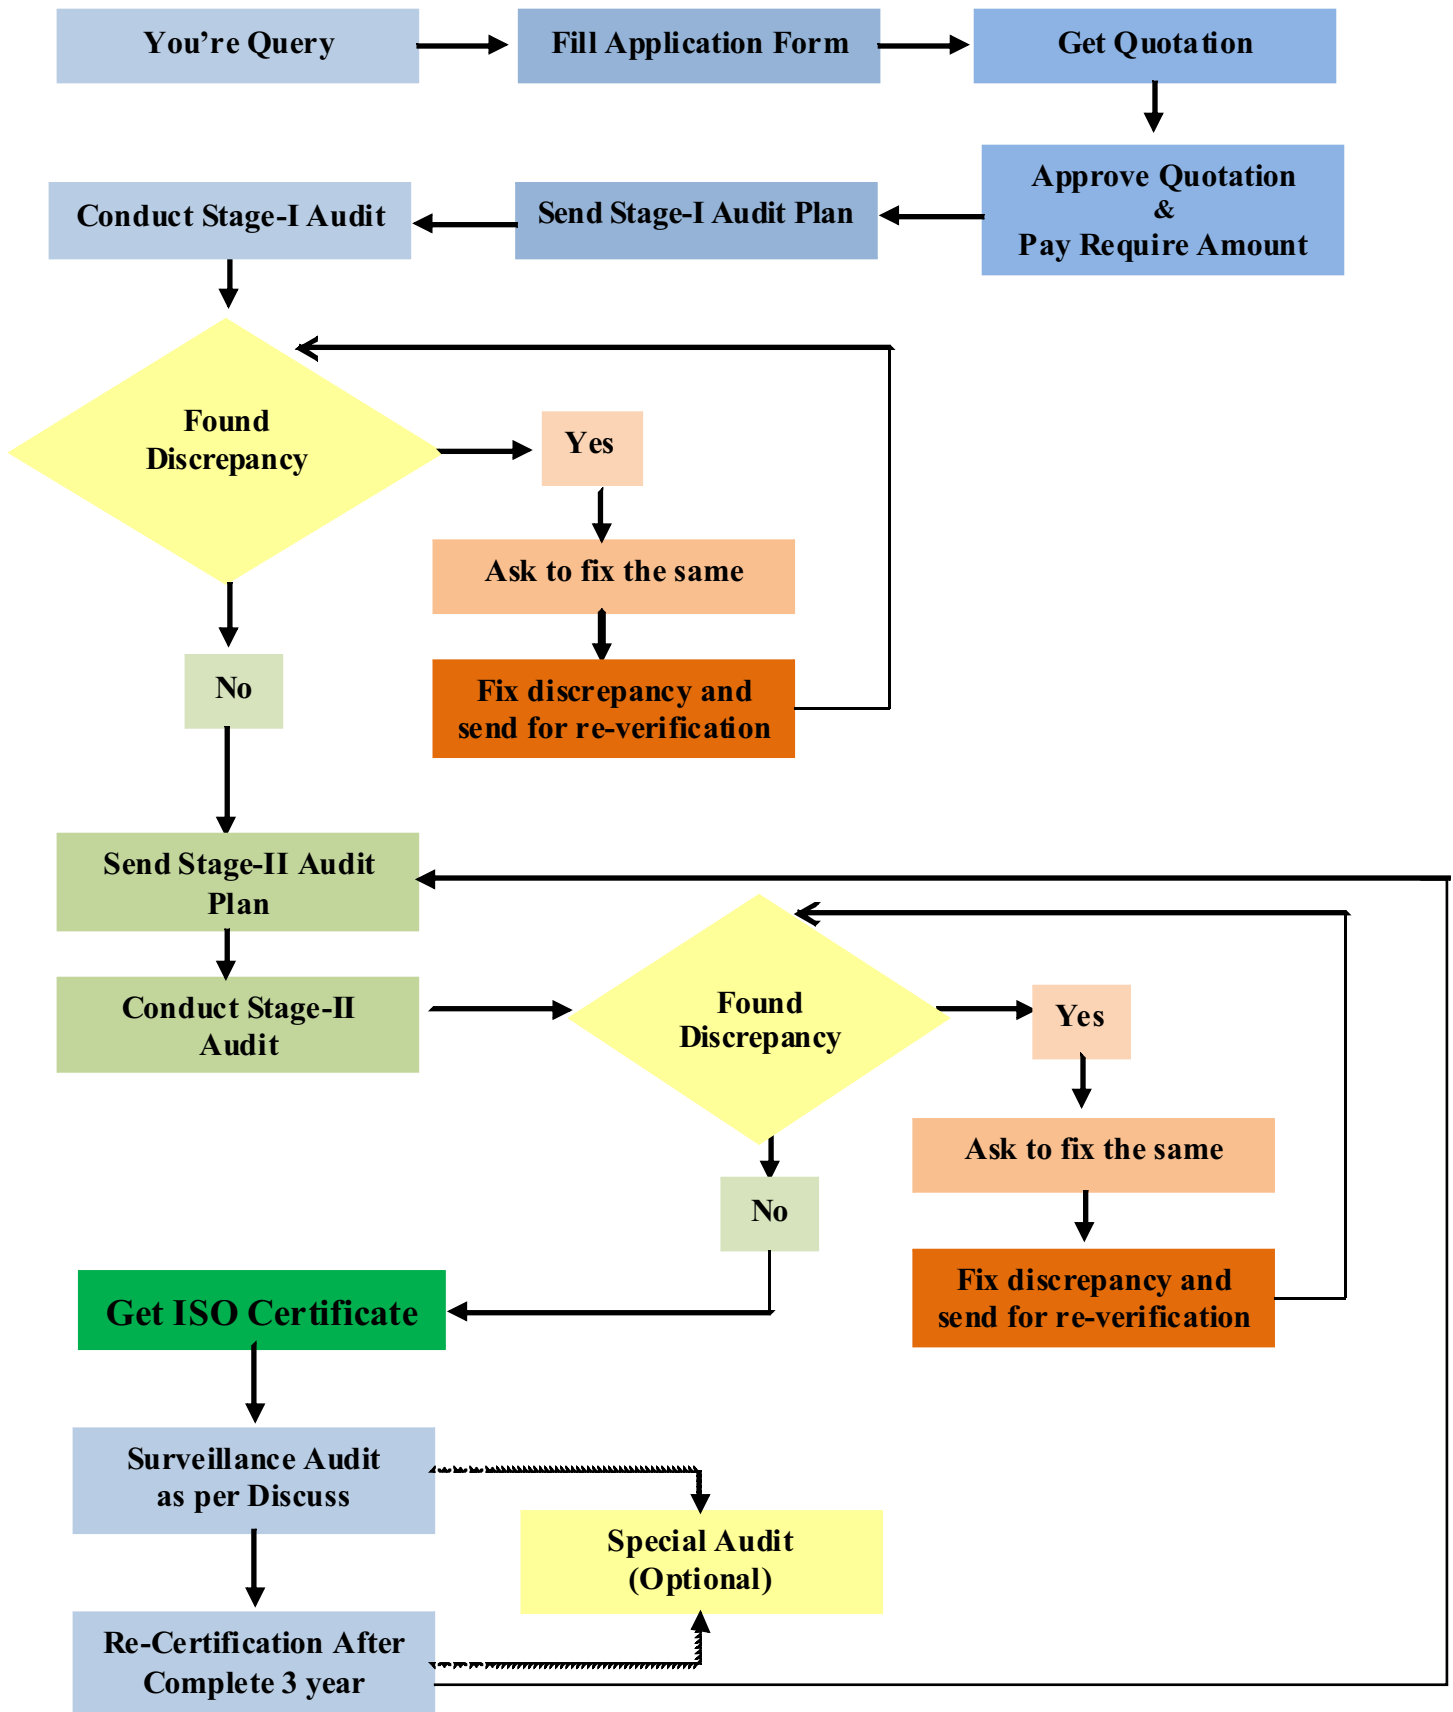 You’re Query
Fill Application Form
Get Quotation
Approve Quotation
&
Pay Require Amount
Send Stage-I Audit Plan
Conduct Stage-I Audit
Found
Discrepancy
Yes
Ask to fix the same
Fix discrepancy and
send for re-verification
No
Send Stage-II Audit
Plan
Conduct Stage-II
Audit
Found
Discrepancy
Yes
Ask to fix the same
Fix discrepancy and
send for re-verification
No
Get ISO Certificate
Surveillance Audit
as per Discuss
Special Audit
(Optional)
Re-Certification After
Complete 3 year